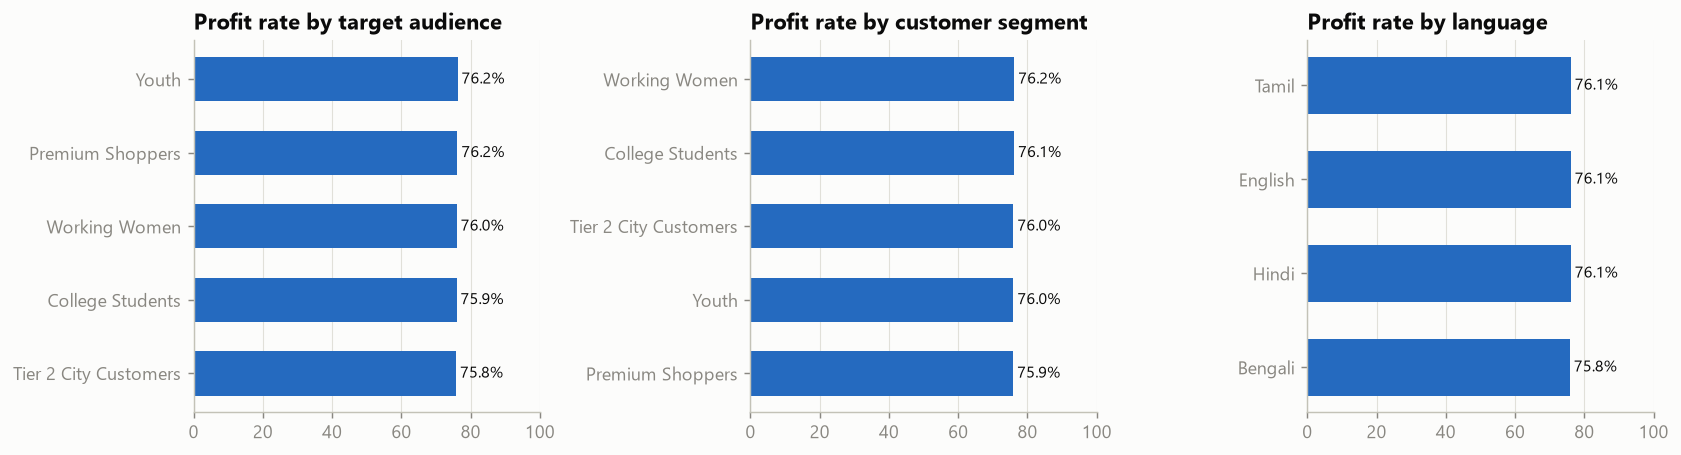 Profit rate by target audience
Youth 76.2%
Premium Shoppers 76.2%
Working Women 76.0%
College Students 75.9%
Tier 2 City Customers 75.8%
0 20 40 60 80 100
Profit rate by customer segment
Working Women 76.2%
College Students 76.1%
Tier 2 City Customers 76.0%
Youth 76.0%
Premium Shoppers 75.9%
0 20 40 60 80 100
Profit rate by language
Tamil 76.1%
English 76.1%
Hindi 76.1%
Bengali 75.8%
0 20 40 60 80 100